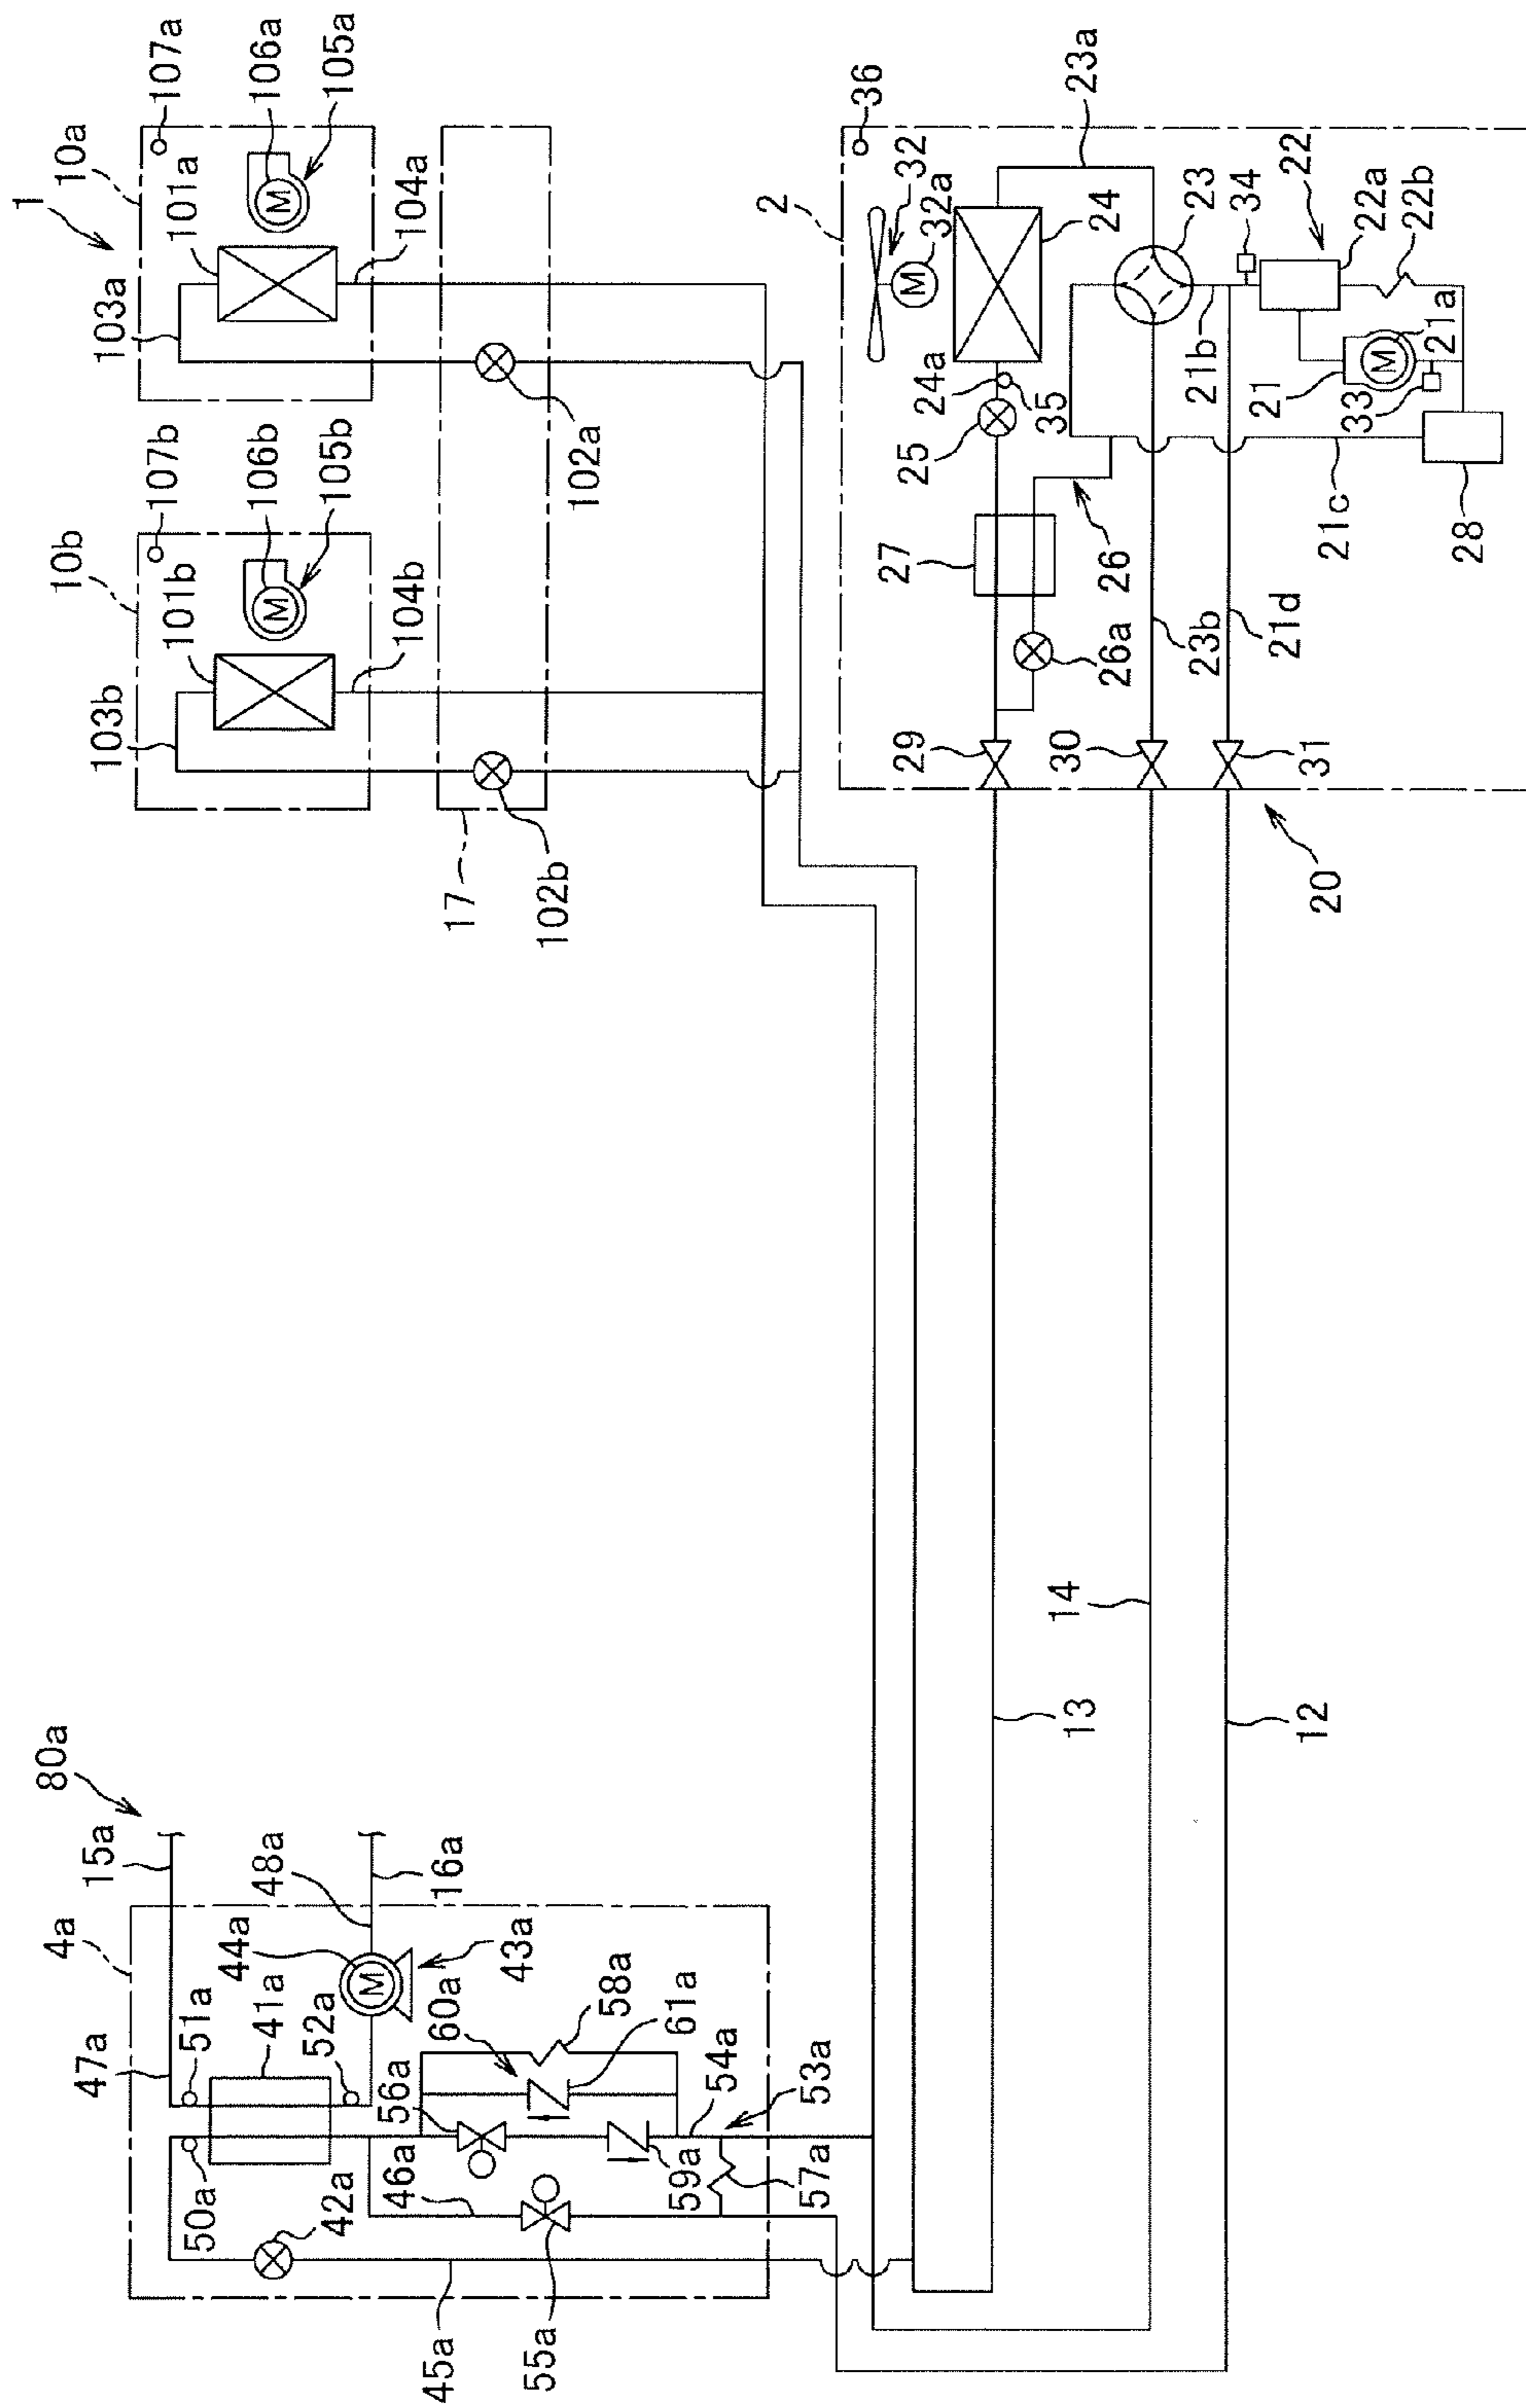 1
10a
107a
106a
105a
101a
103a
104a
102a
10b
107b
106b
105b
101b
103b
104b
102b
17
2
36
32
32a
23a
24
24a
35
25
23
34
22
22a
22b
21a
21
33
21b
21c
28
27
26
26a
23b
21d
29
30
31
20
13
14
12
80a
15a
16a
4a
48a
44a
43a
47a
51a
41a
52a
60a
58a
61a
56a
54a
53a
50a
42a
46a
59a
57a
45a
55a
M
M
M
M
M